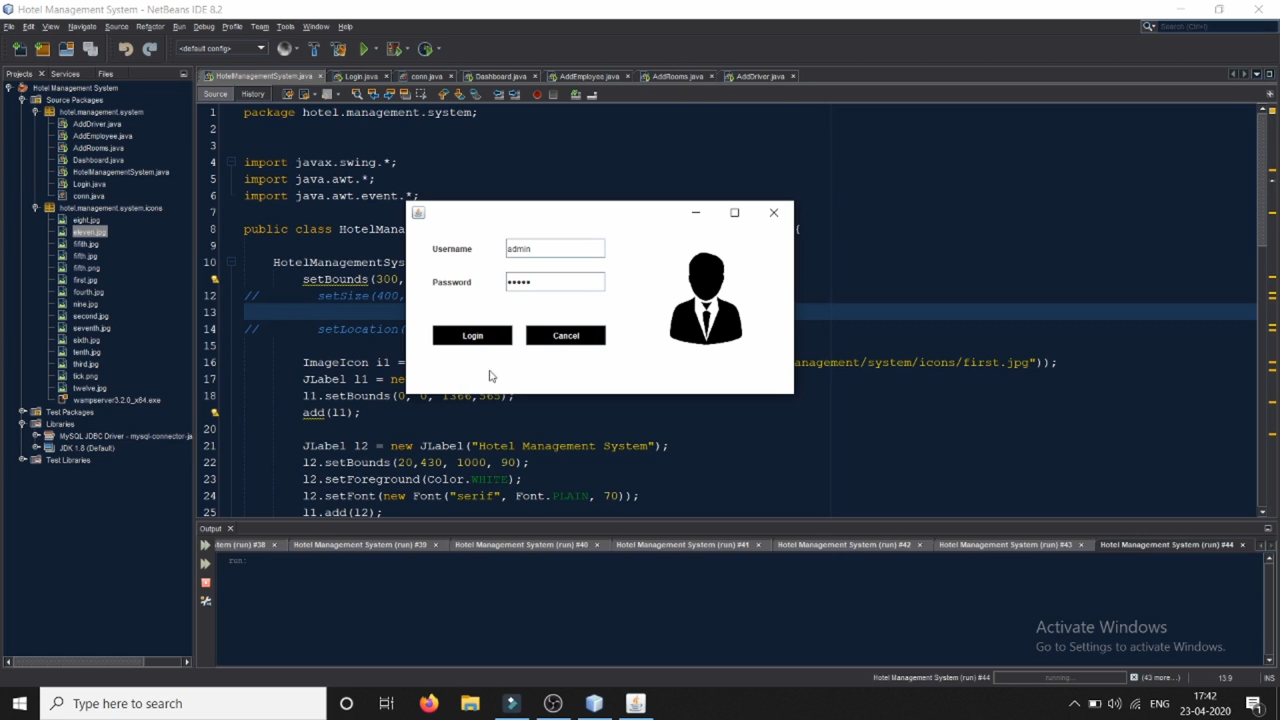 Hotel Management System - NetBeans IDE 8.2
File Edit View Navigate Source Refactor Run Debug Profile Team Tools Window Help
Search (Ctrl+I)
<default config>
Projects Services Files
HotelManagementSystem.java Login.java conn.java Dashboard.java AddEmployee.java AddRooms.java AddDriver.java
Source History
Hotel Management System
Source Packages
hotel.management.system
AddDriver.java
AddEmployee.java
AddRooms.java
Dashboard.java
HotelManagementSystem.java
Login.java
conn.java
hotel.management.system.icons
eight.jpg
eleven.jpg
fifth.jpg
fifth.png
first.jpg
fourth.jpg
nine.jpg
second.jpg
seventh.jpg
sixth.jpg
tenth.jpg
third.jpg
tick.png
twelve.jpg
wampserver3.2.0_x64.exe
Test Packages
Libraries
MySQL JDBC Driver - mysql-connector-ja
JDK 1.8 (Default)
Test Libraries
1 package hotel.management.system;
2
3
4 import javax.swing.*;
5 import java.awt.*;
6 import java.awt.event.*;
7
8 public class HotelMana {
9
10 HotelManagementSys
setBounds(300,
12 // setSize(400,
13
14 // setLocation(
15
16 ImageIcon i1 = anagement/system/icons/first.jpg"));
17 JLabel l1 = new
18 l1.setBounds(0, 0, 1366,565);
add(l1);
20
21 JLabel l2 = new JLabel("Hotel Management System");
22 l2.setBounds(20,430, 1000, 90);
23 l2.setForeground(Color.WHITE);
24 l2.setFont(new Font("serif", Font.PLAIN, 70));
25 l1.add(l2);
Username admin
Password •••••
Login Cancel
Output
tem (run) #38 Hotel Management System (run) #39 Hotel Management System (run) #40 Hotel Management System (run) #41 Hotel Management System (run) #42 Hotel Management System (run) #43 Hotel Management System (run) #44
run:
Activate Windows
Go to Settings to activate Windows.
Hotel Management System (run) #44 running... (43 more...) 13:9 INS
Type here to search
ENG
17:42
23-04-2020
1